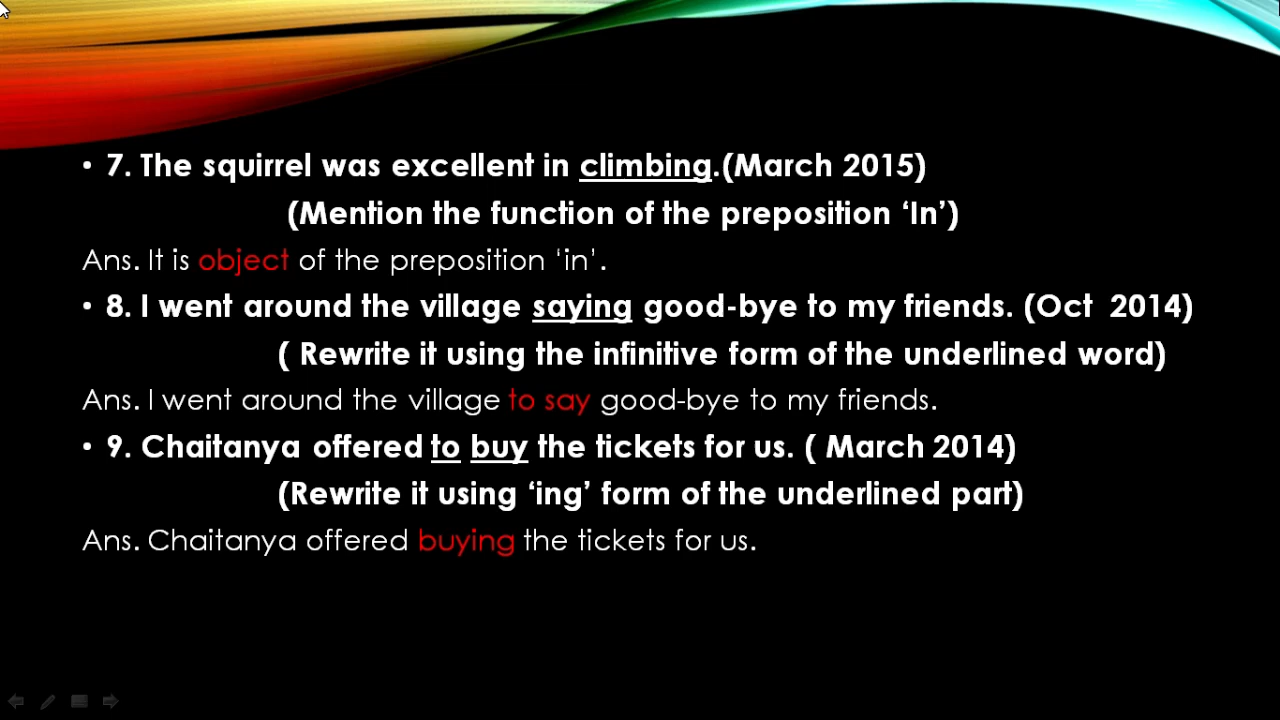 • 7. The squirrel was excellent in climbing.(March 2015)
(Mention the function of the preposition ‘In’)
Ans. It is object of the preposition ‘in’.
• 8. I went around the village saying good-bye to my friends. (Oct 2014)
( Rewrite it using the infinitive form of the underlined word)
Ans. I went around the village to say good-bye to my friends.
• 9. Chaitanya offered to buy the tickets for us. ( March 2014)
(Rewrite it using ‘ing’ form of the underlined part)
Ans. Chaitanya offered buying the tickets for us.